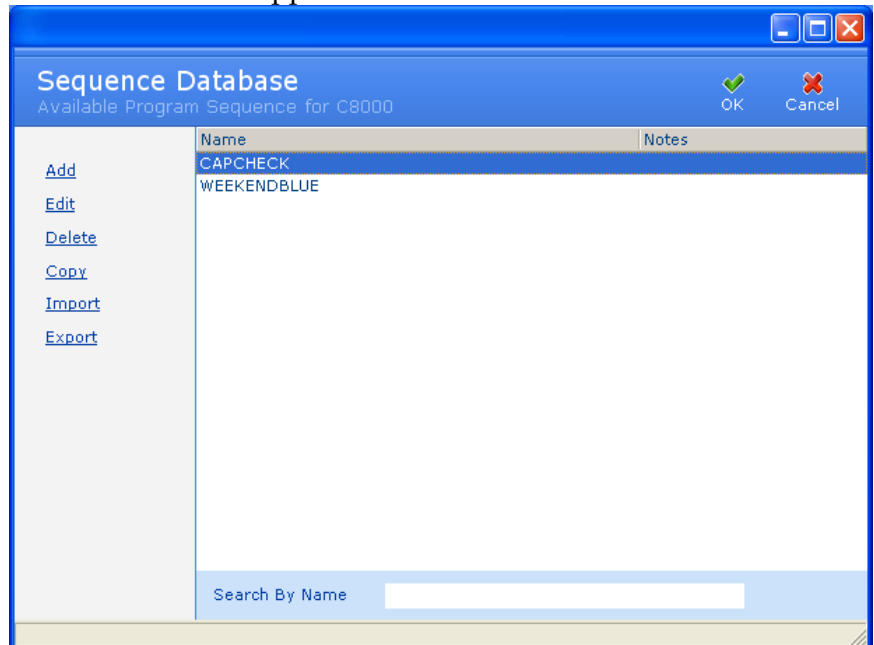 Sequence Database
Available Program Sequence for C8000
OK Cancel
Name Notes
Add
Edit
Delete
Copy
Import
Export
CAPCHECK
WEEKENDBLUE
Search By Name